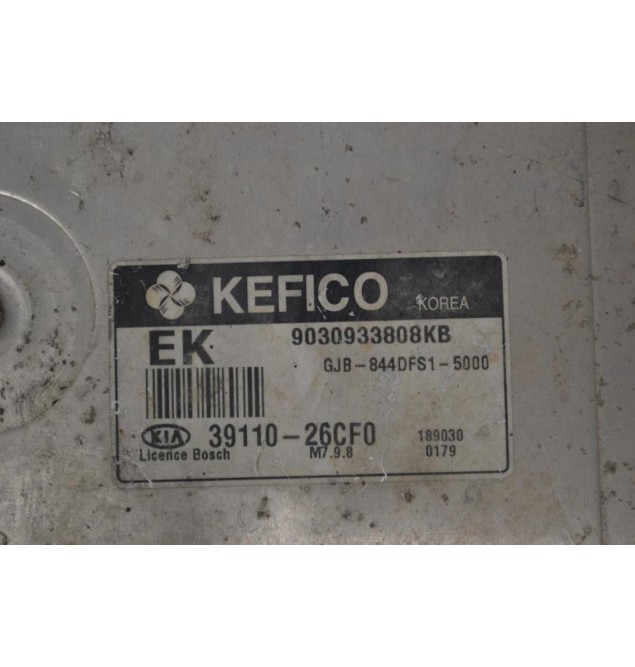 KEFICO KOREA
EK 9030933808KB
GJB-844DFS1-5000
KIA 39110-26CF0 189030
Licence Bosch M7.9.8 0179